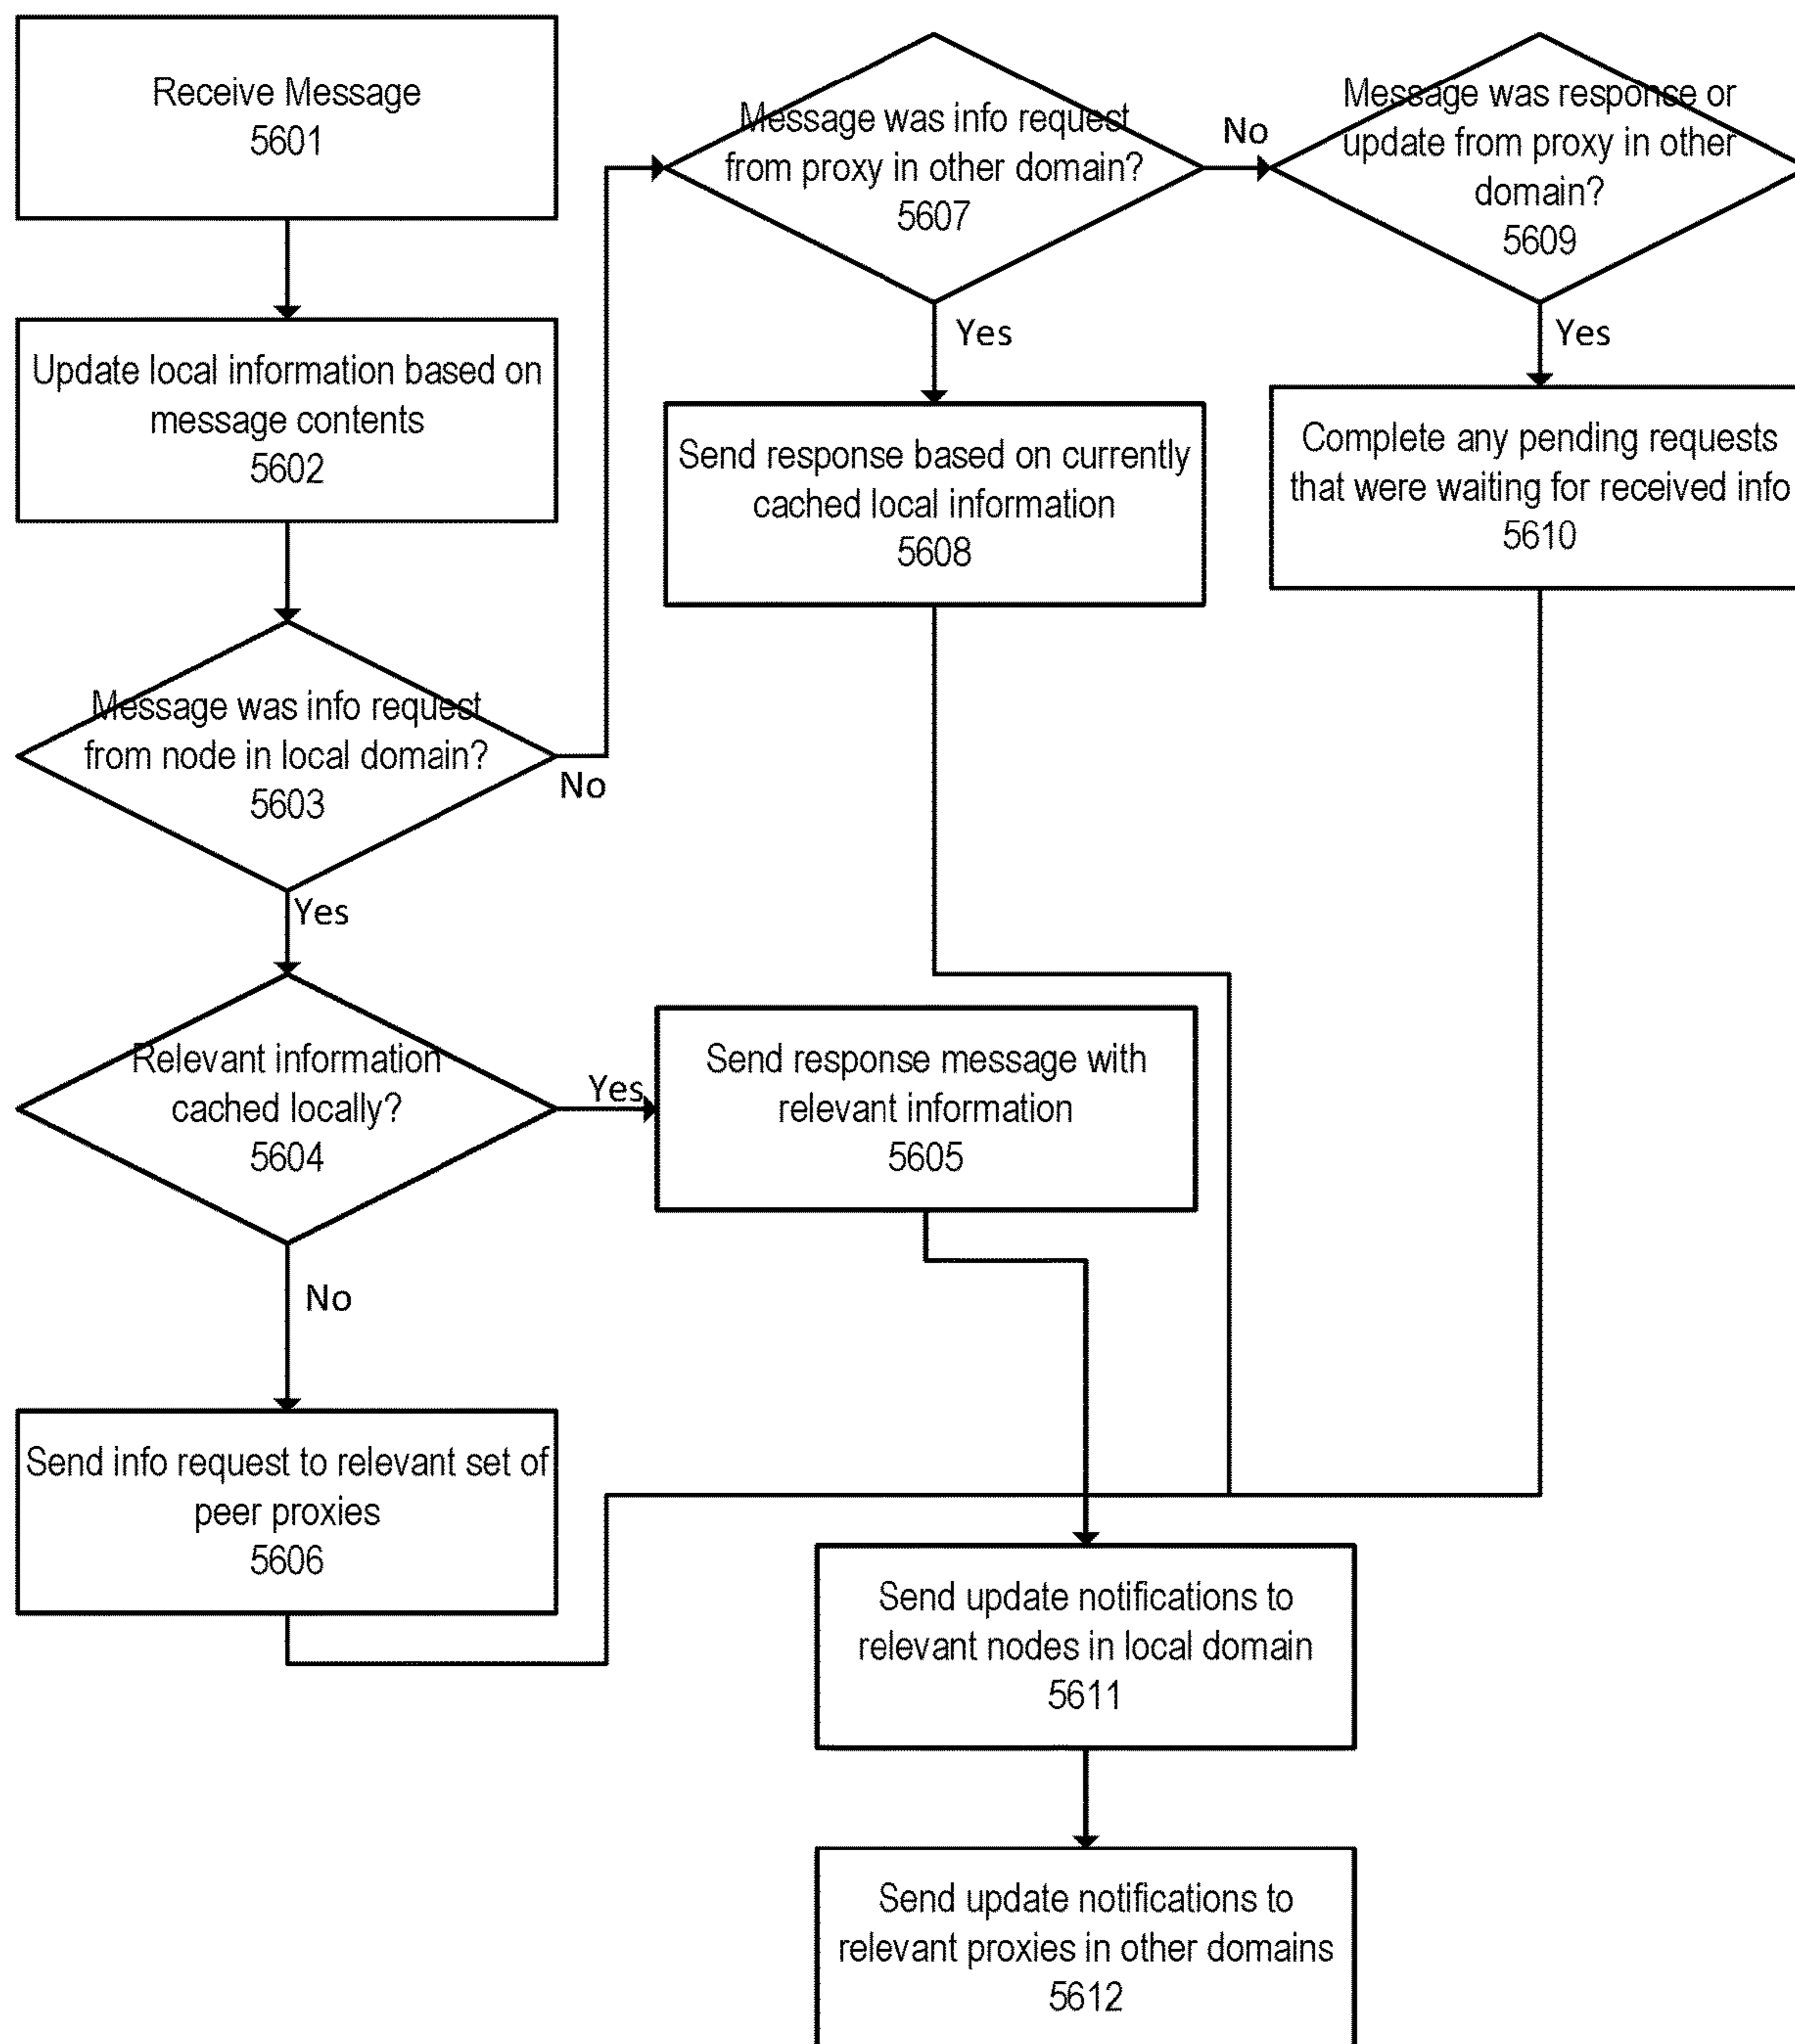 Receive Message
5601
Update local information based on
message contents
5602
Message was info request
from node in local domain?
5603
No
Yes
Relevant information
cached locally?
5604
Yes
No
Send response message with
relevant information
5605
Send info request to relevant set of
peer proxies
5606
Message was info request
from proxy in other domain?
5607
No
Yes
Send response based on currently
cached local information
5608
Message was response or
update from proxy in other
domain?
5609
Yes
Complete any pending requests
that were waiting for received info
5610
Send update notifications to
relevant nodes in local domain
5611
Send update notifications to
relevant proxies in other domains
5612